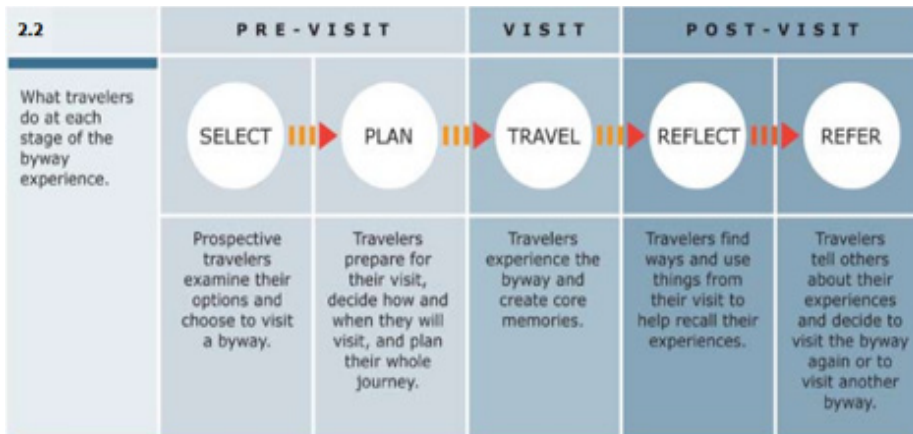 2.2
PRE-VISIT
VISIT
POST-VISIT
What travelers
do at each
stage of the
byway
experience.
SELECT
PLAN
TRAVEL
REFLECT
REFER
Prospective
travelers
examine their
options and
choose to visit
a byway.
Travelers
prepare for
their visit,
decide how and
when they will
visit, and plan
their whole
journey.
Travelers
experience the
byway and
create core
memories.
Travelers find
ways and use
things from
their visit to
help recall their
experiences.
Travelers
tell others
about their
experiences
and decide to
visit the byway
again or to
visit another
byway.